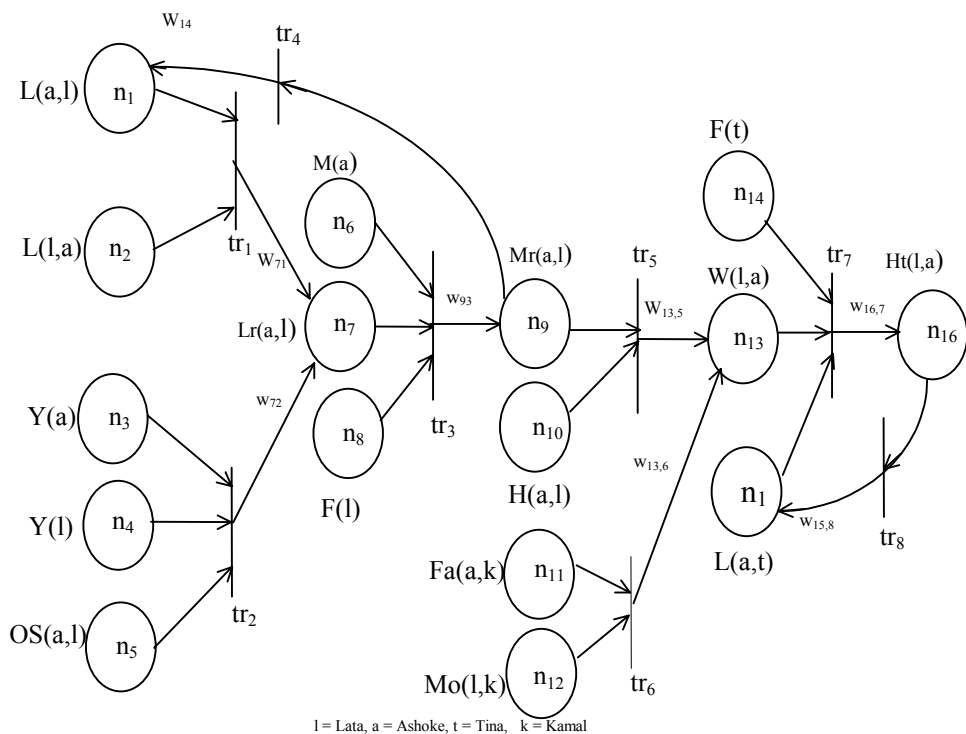 W14
tr4
L(a,l)
n1
F(t)
M(a)
n14
n6
L(l,a)
n2
tr1
W71
Mr(a,l)
tr5
W(l,a)
tr7
Ht(l,a)
Lr(a,l)
n7
w93
n9
W13,5
n13
w16,7
n16
w72
Y(a)
n3
n8
tr3
n10
F(l)
H(a,l)
w13,6
n1
Y(l)
n4
w15,8
tr8
L(a,t)
Fa(a,k)
n11
tr2
OS(a,l)
n5
Mo(l,k)
n12
tr6
l = Lata, a = Ashoke, t = Tina, k = Kamal